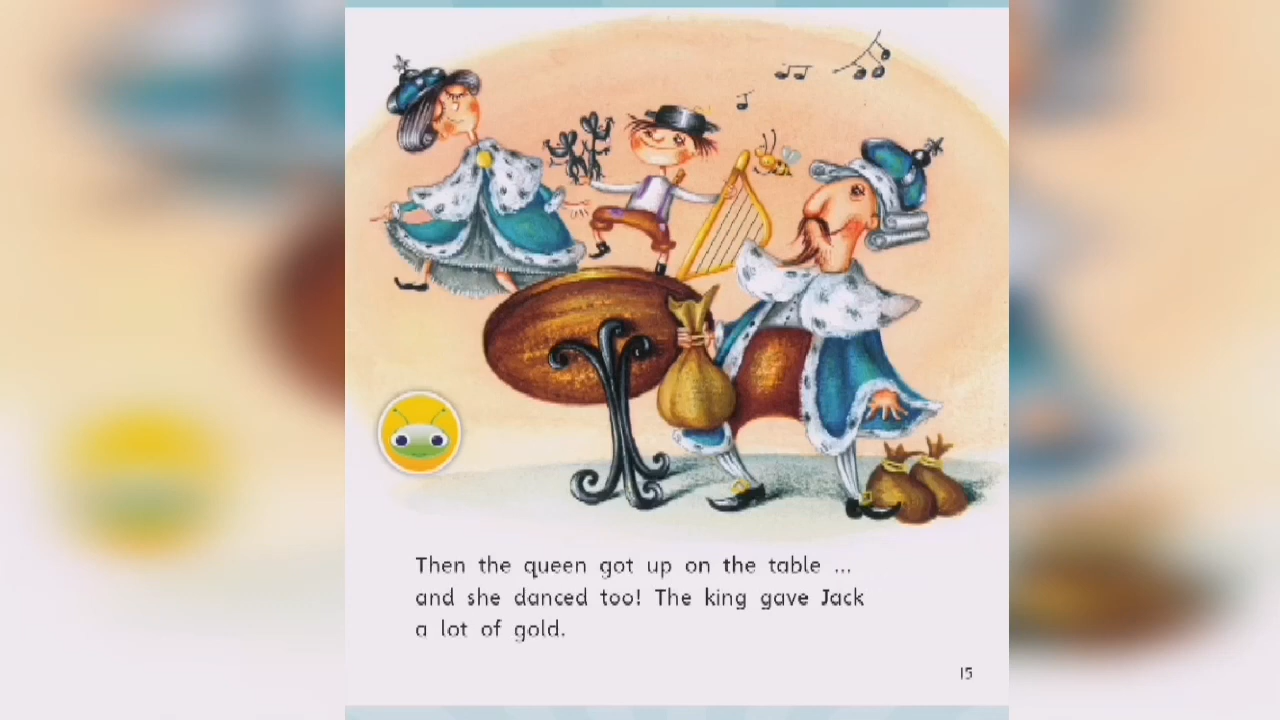 Then the queen got up on the table ...
and she danced too! The king gave Jack
a lot of gold.
15